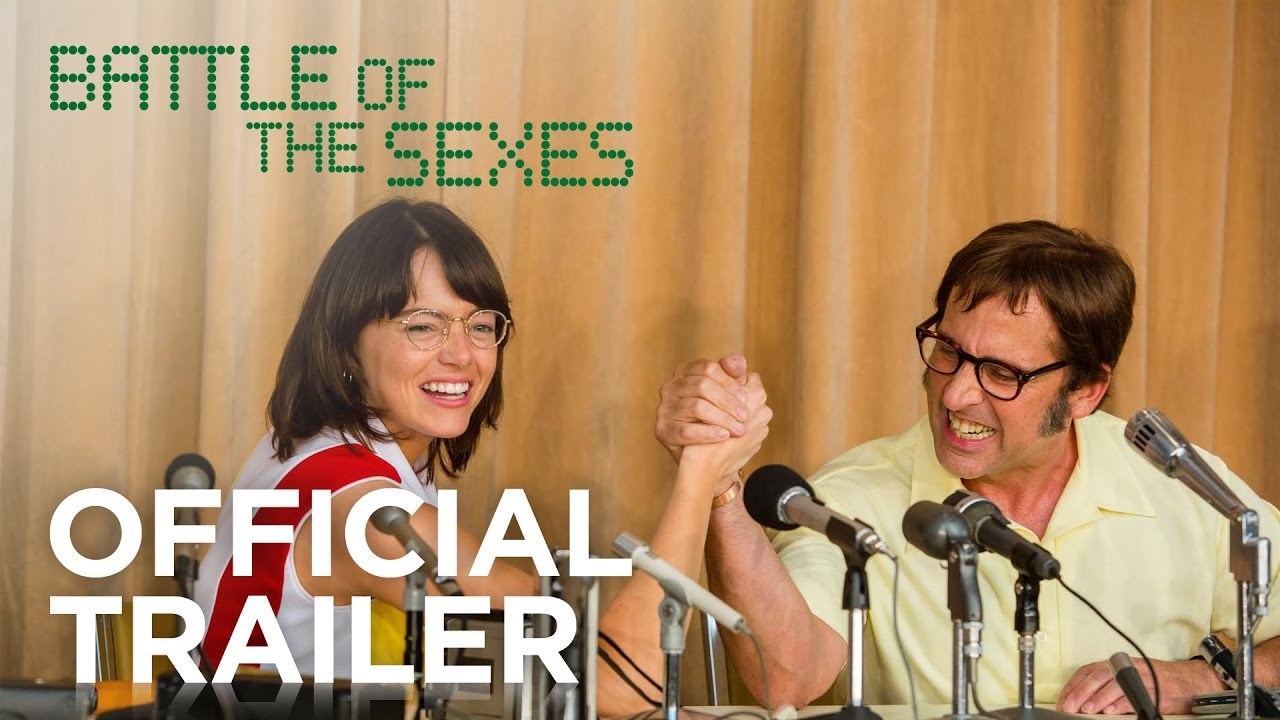 BATTLE OF
THE SEXES
OFFICIAL
TRAILER